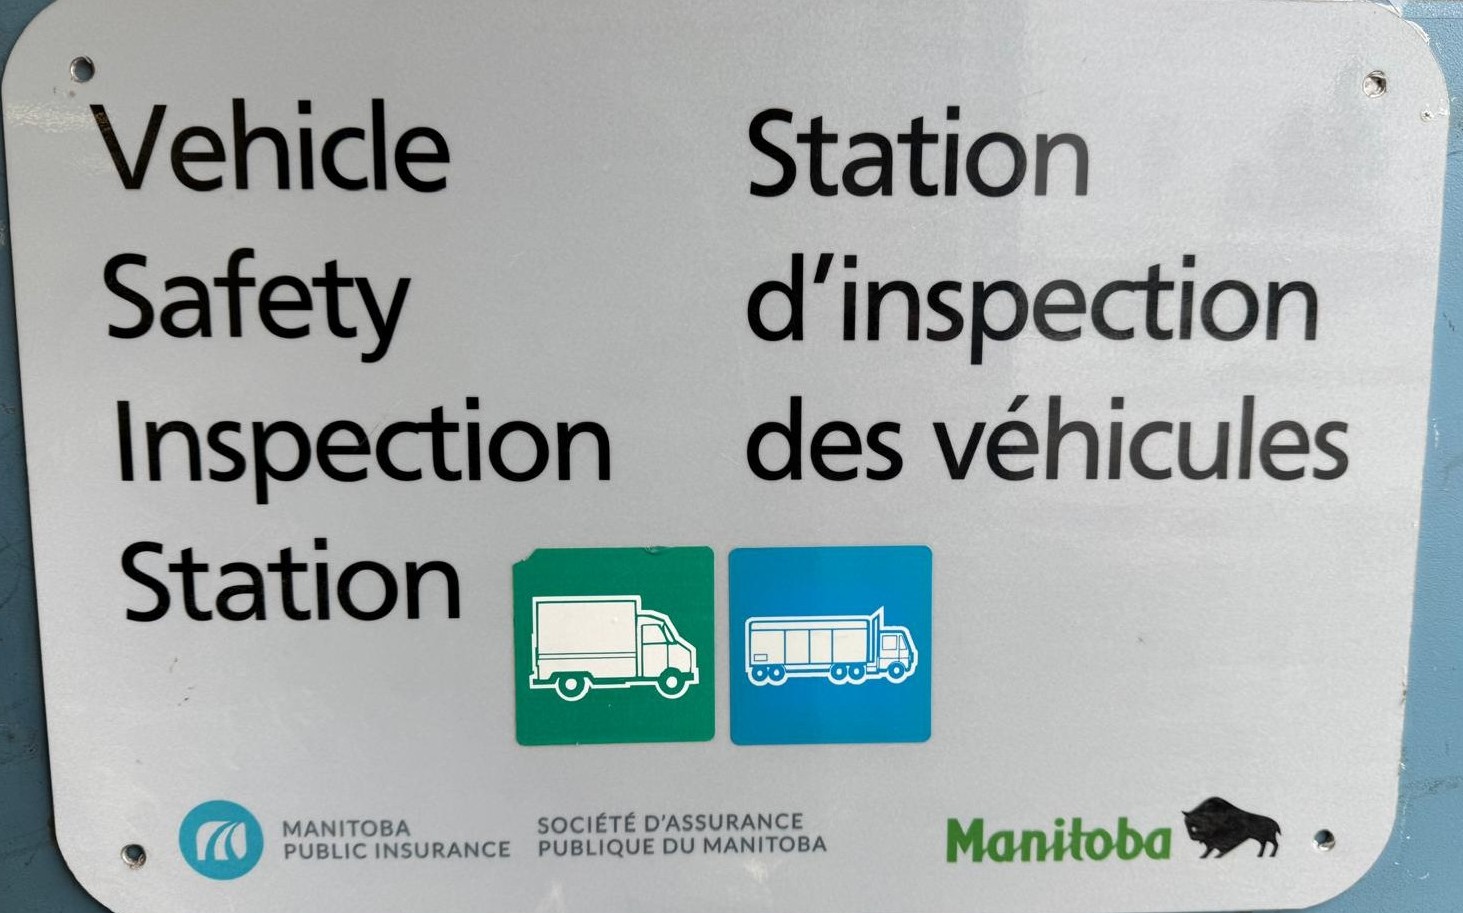 Vehicle
Safety
Inspection
Station
Station
d'inspection
des véhicules
MANITOBA
PUBLIC INSURANCE
SOCIÉTÉ D'ASSURANCE
PUBLIQUE DU MANITOBA
Manitoba